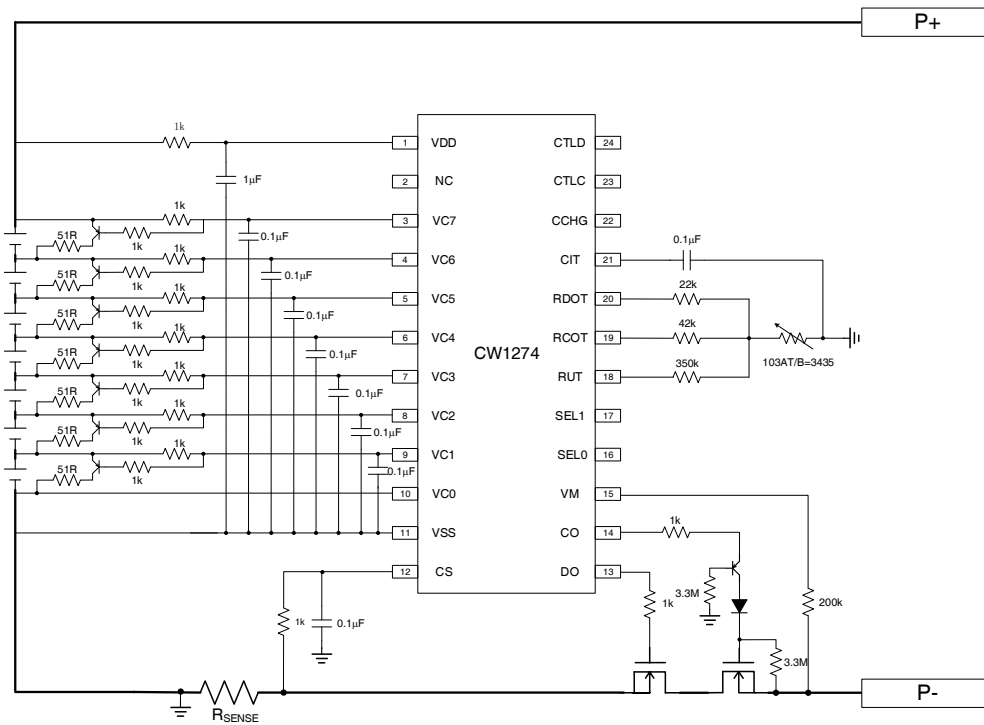 P+
1k
1 VDD CTLD 24
1µF
2 NC CTLC 23
1k
3 VC7 CCHG 22
51R
1k
0.1µF
0.1µF
1k
4 VC6 CIT 21
51R
1k
0.1µF
22k
1k
5 VC5 RDOT 20
51R
1k
0.1µF
42k
1k
6 VC4 RCOT 19
CW1274
51R
1k
0.1µF
350k
103AT/B=3435
1k
7 VC3 RUT 18
51R
1k
0.1µF
1k
8 VC2 SEL1 17
51R
1k
0.1µF
1k
9 VC1 SEL0 16
51R
1k
0.1µF
10 VC0 VM 15
1k
11 VSS CO 14
12 CS DO 13
3.3M
1k
200k
1k
0.1µF
3.3M
RSENSE
P-